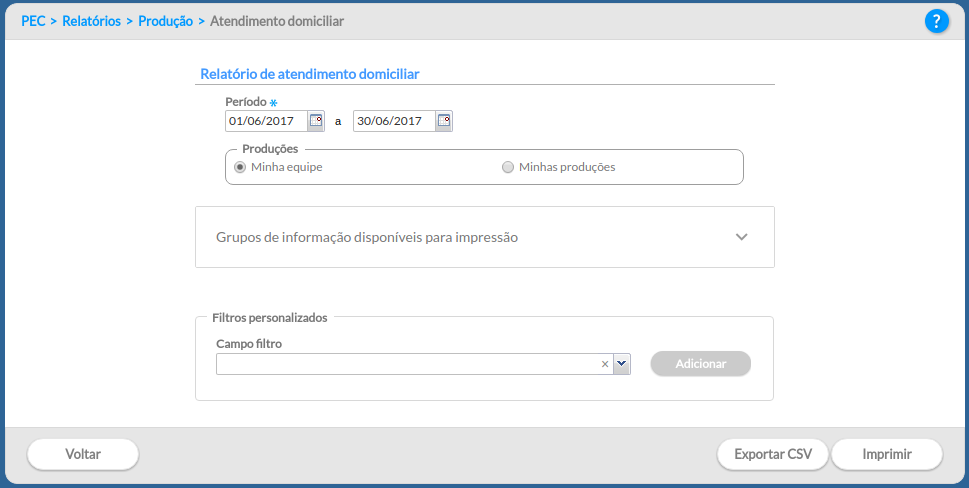 PEC > Relatórios > Produção > Atendimento domiciliar
?
Relatório de atendimento domiciliar
Período *
01/06/2017 a 30/06/2017
Produções
Minha equipe Minhas produções
Grupos de informação disponíveis para impressão
Filtros personalizados
Campo filtro
× Adicionar
Voltar Exportar CSV Imprimir